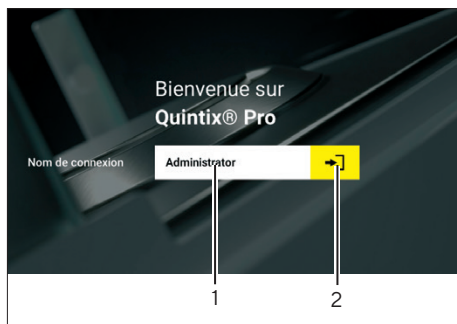 Bienvenue sur
Quintix® Pro
Nom de connexion
Administrator
1
2